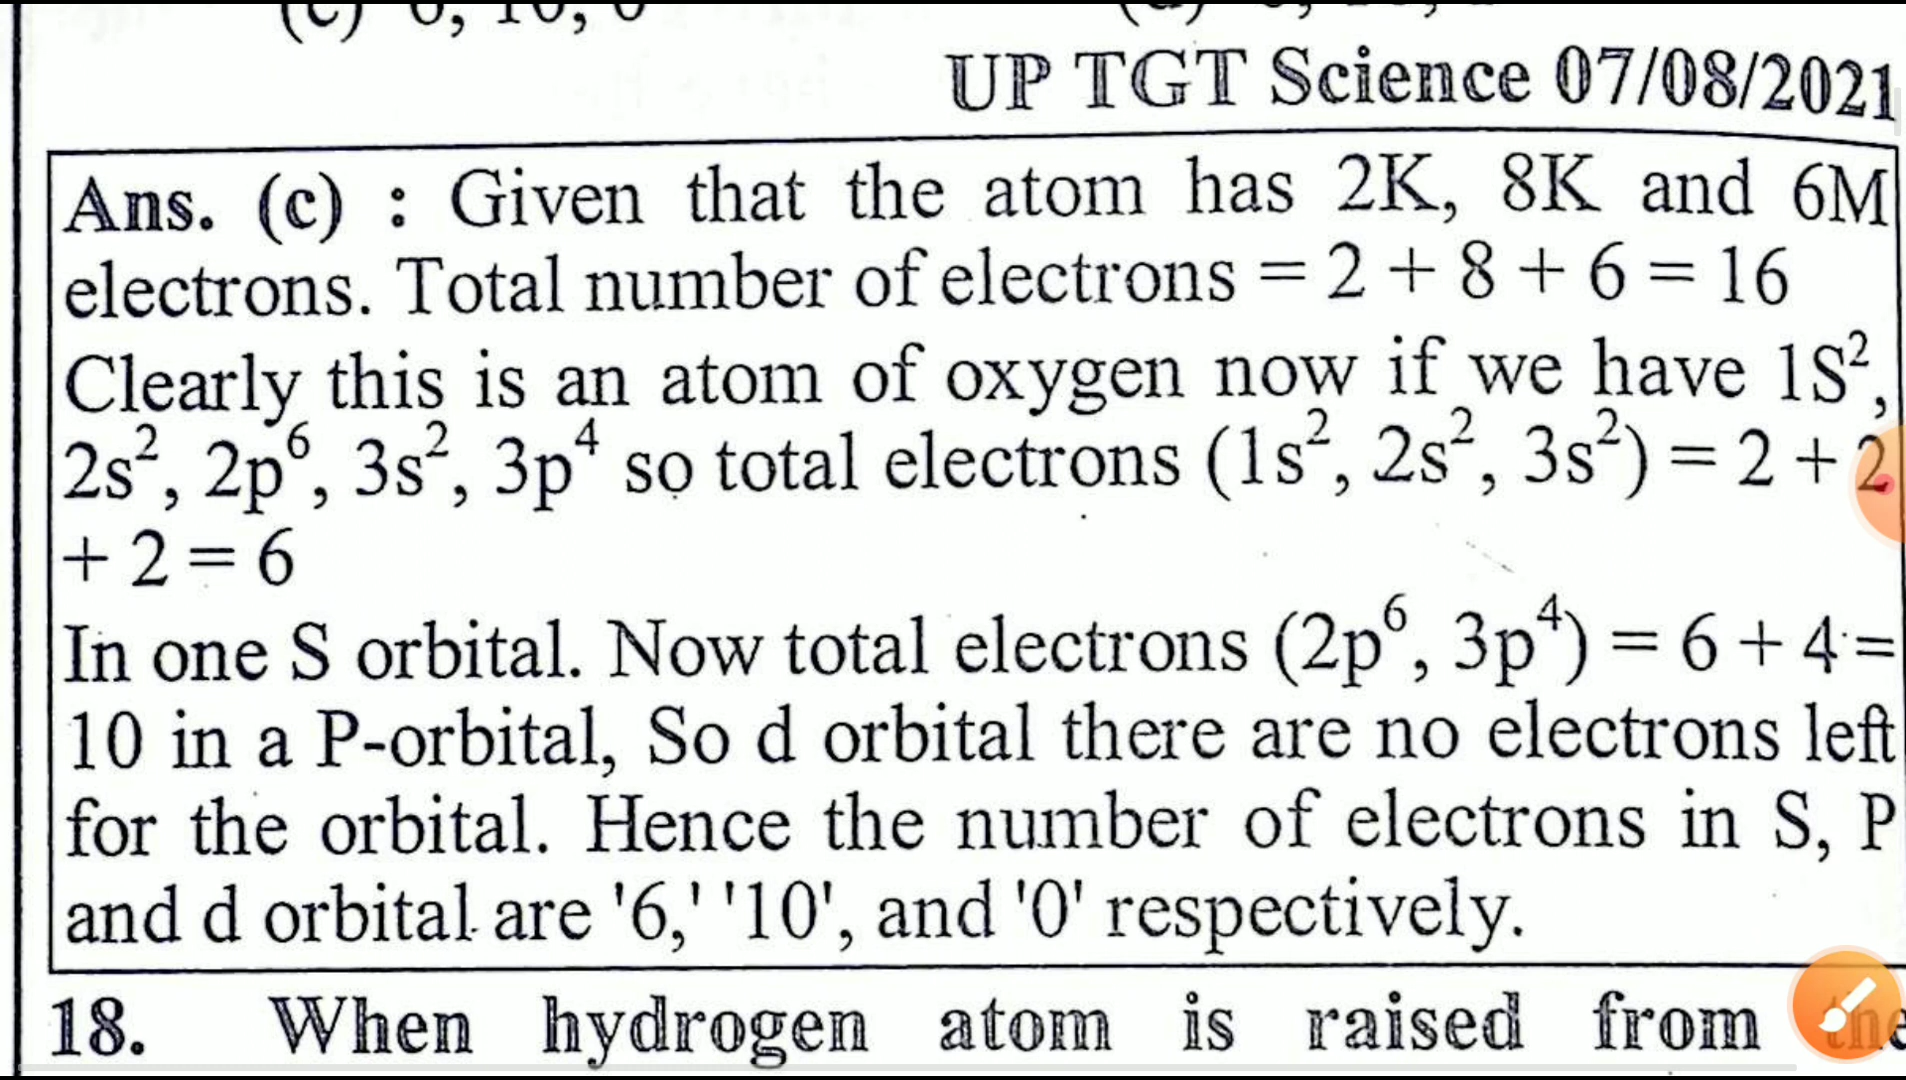 UP TGT Science 07/08/2021
Ans. (c) : Given that the atom has 2K, 8K and 6M
electrons. Total number of electrons = 2 + 8 + 6 = 16
Clearly this is an atom of oxygen now if we have 1S²,
2s², 2p⁶, 3s², 3p⁴ so total electrons (1s², 2s², 3s²) = 2 + 2
+ 2 = 6
In one S orbital. Now total electrons (2p⁶, 3p⁴) = 6 + 4 =
10 in a P-orbital, So d orbital there are no electrons left
for the orbital. Hence the number of electrons in S, P
and d orbital are '6,' '10', and '0' respectively.
18. When hydrogen atom is raised from the